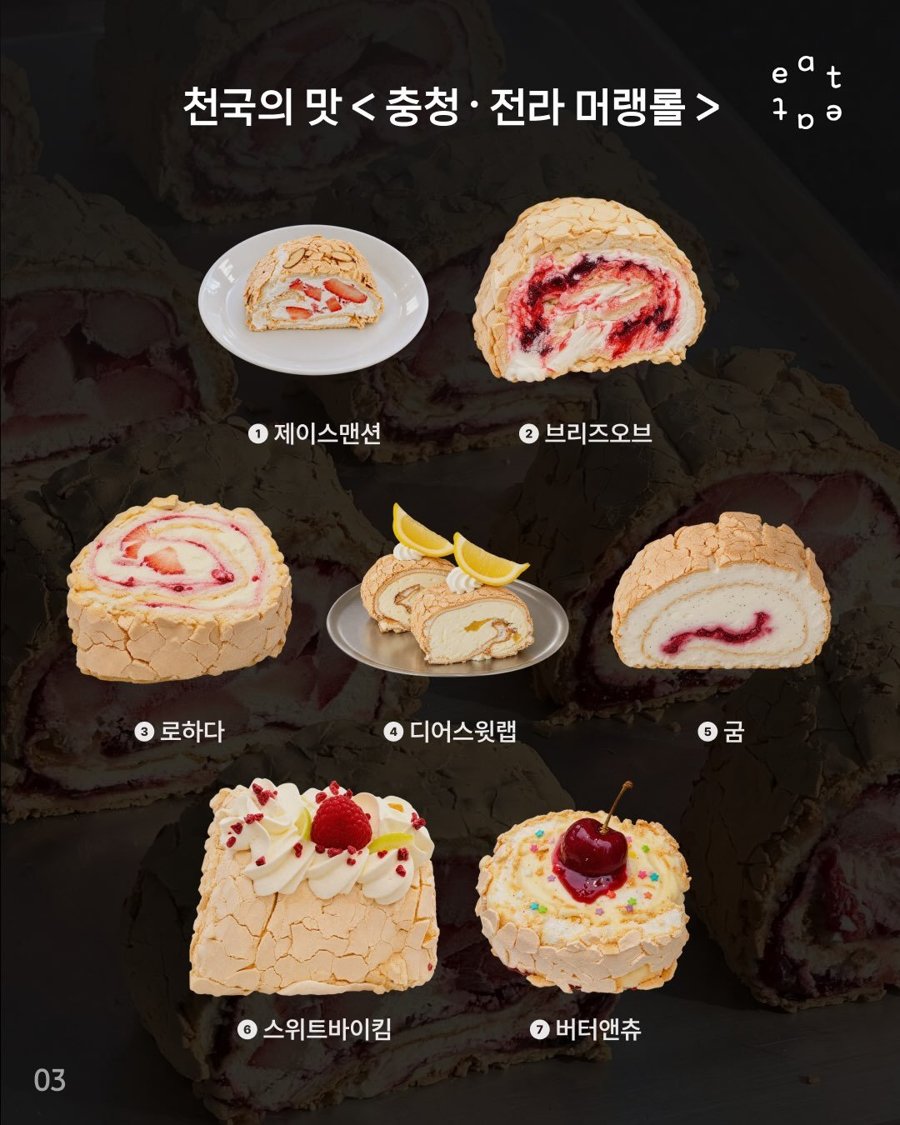 천국의 맛 < 충청 · 전라 머랭롤 >
eat
eat
❶ 제이스맨션
❷ 브리즈오브
❸ 로하다
❹ 디어스윗랩
❺ 굼
❻ 스위트바이킴
❼ 버터앤츄
03